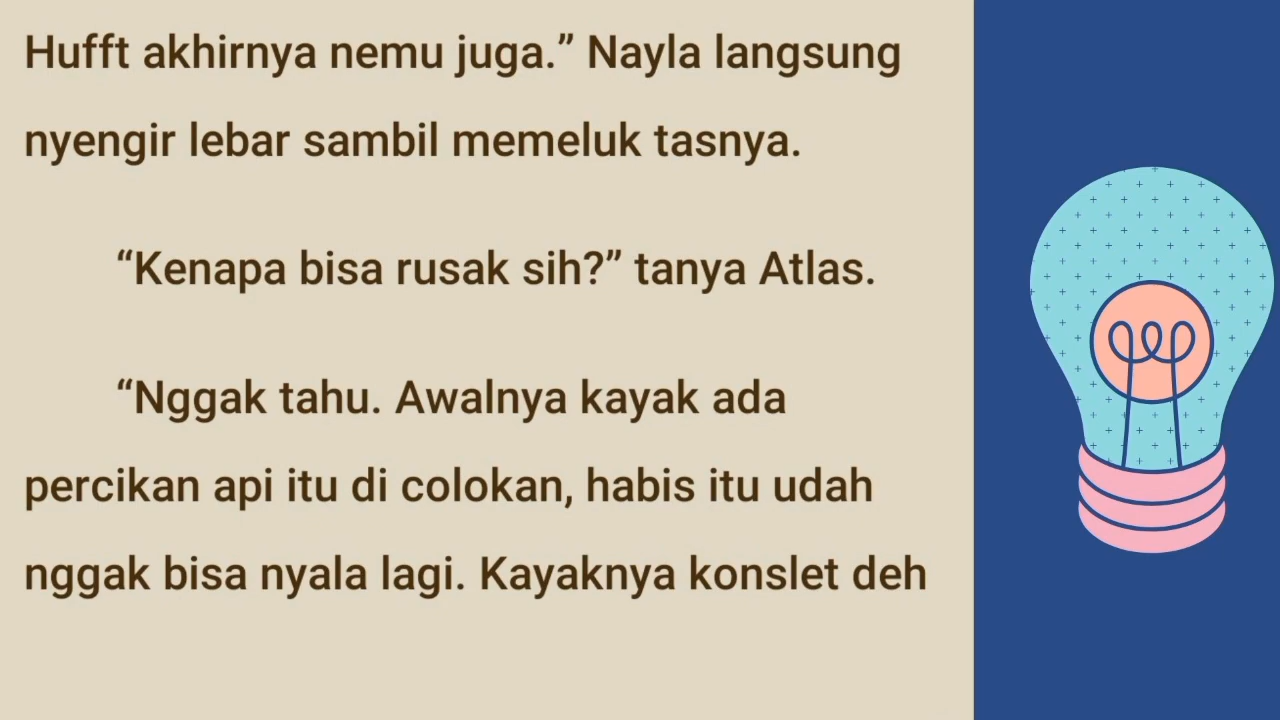 Hufft akhirnya nemu juga.” Nayla langsung
nyengir lebar sambil memeluk tasnya.
“Kenapa bisa rusak sih?” tanya Atlas.
“Nggak tahu. Awalnya kayak ada
percikan api itu di colokan, habis itu udah
nggak bisa nyala lagi. Kayaknya konslet deh